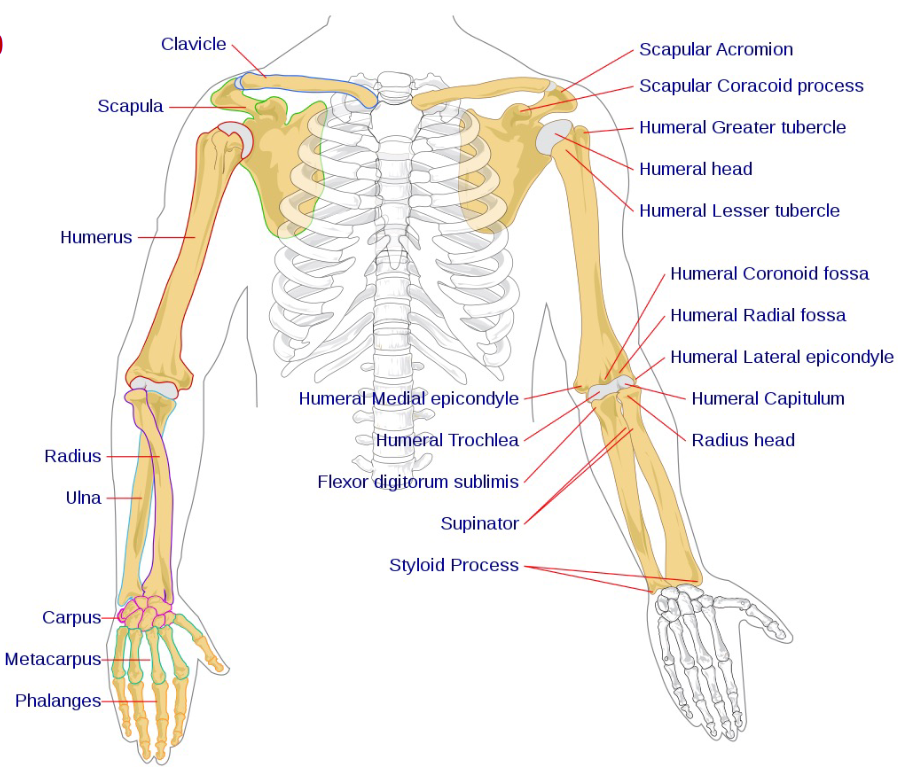 Clavicle
Scapula
Humerus
Radius
Ulna
Carpus
Metacarpus
Phalanges
Scapular Acromion
Scapular Coracoid process
Humeral Greater tubercle
Humeral head
Humeral Lesser tubercle
Humeral Coronoid fossa
Humeral Radial fossa
Humeral Lateral epicondyle
Humeral Capitulum
Radius head
Humeral Medial epicondyle
Humeral Trochlea
Flexor digitorum sublimis
Supinator
Styloid Process